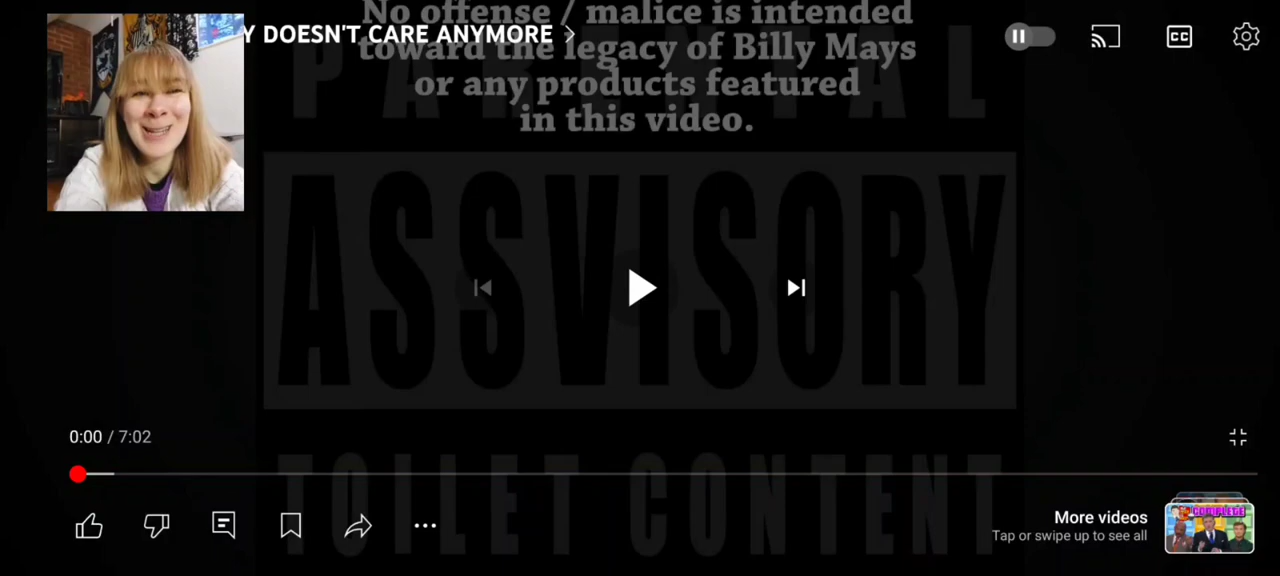 No offense / malice is intended
Y DOESN'T CARE ANYMORE
toward the legacy of Billy Mays
or any products featured
in this video.
PARENTAL
ASSVISORY
TOILET CONTENT
CC
0:00 / 7:02
More videos
Tap or swipe up to see all
COMPLETE